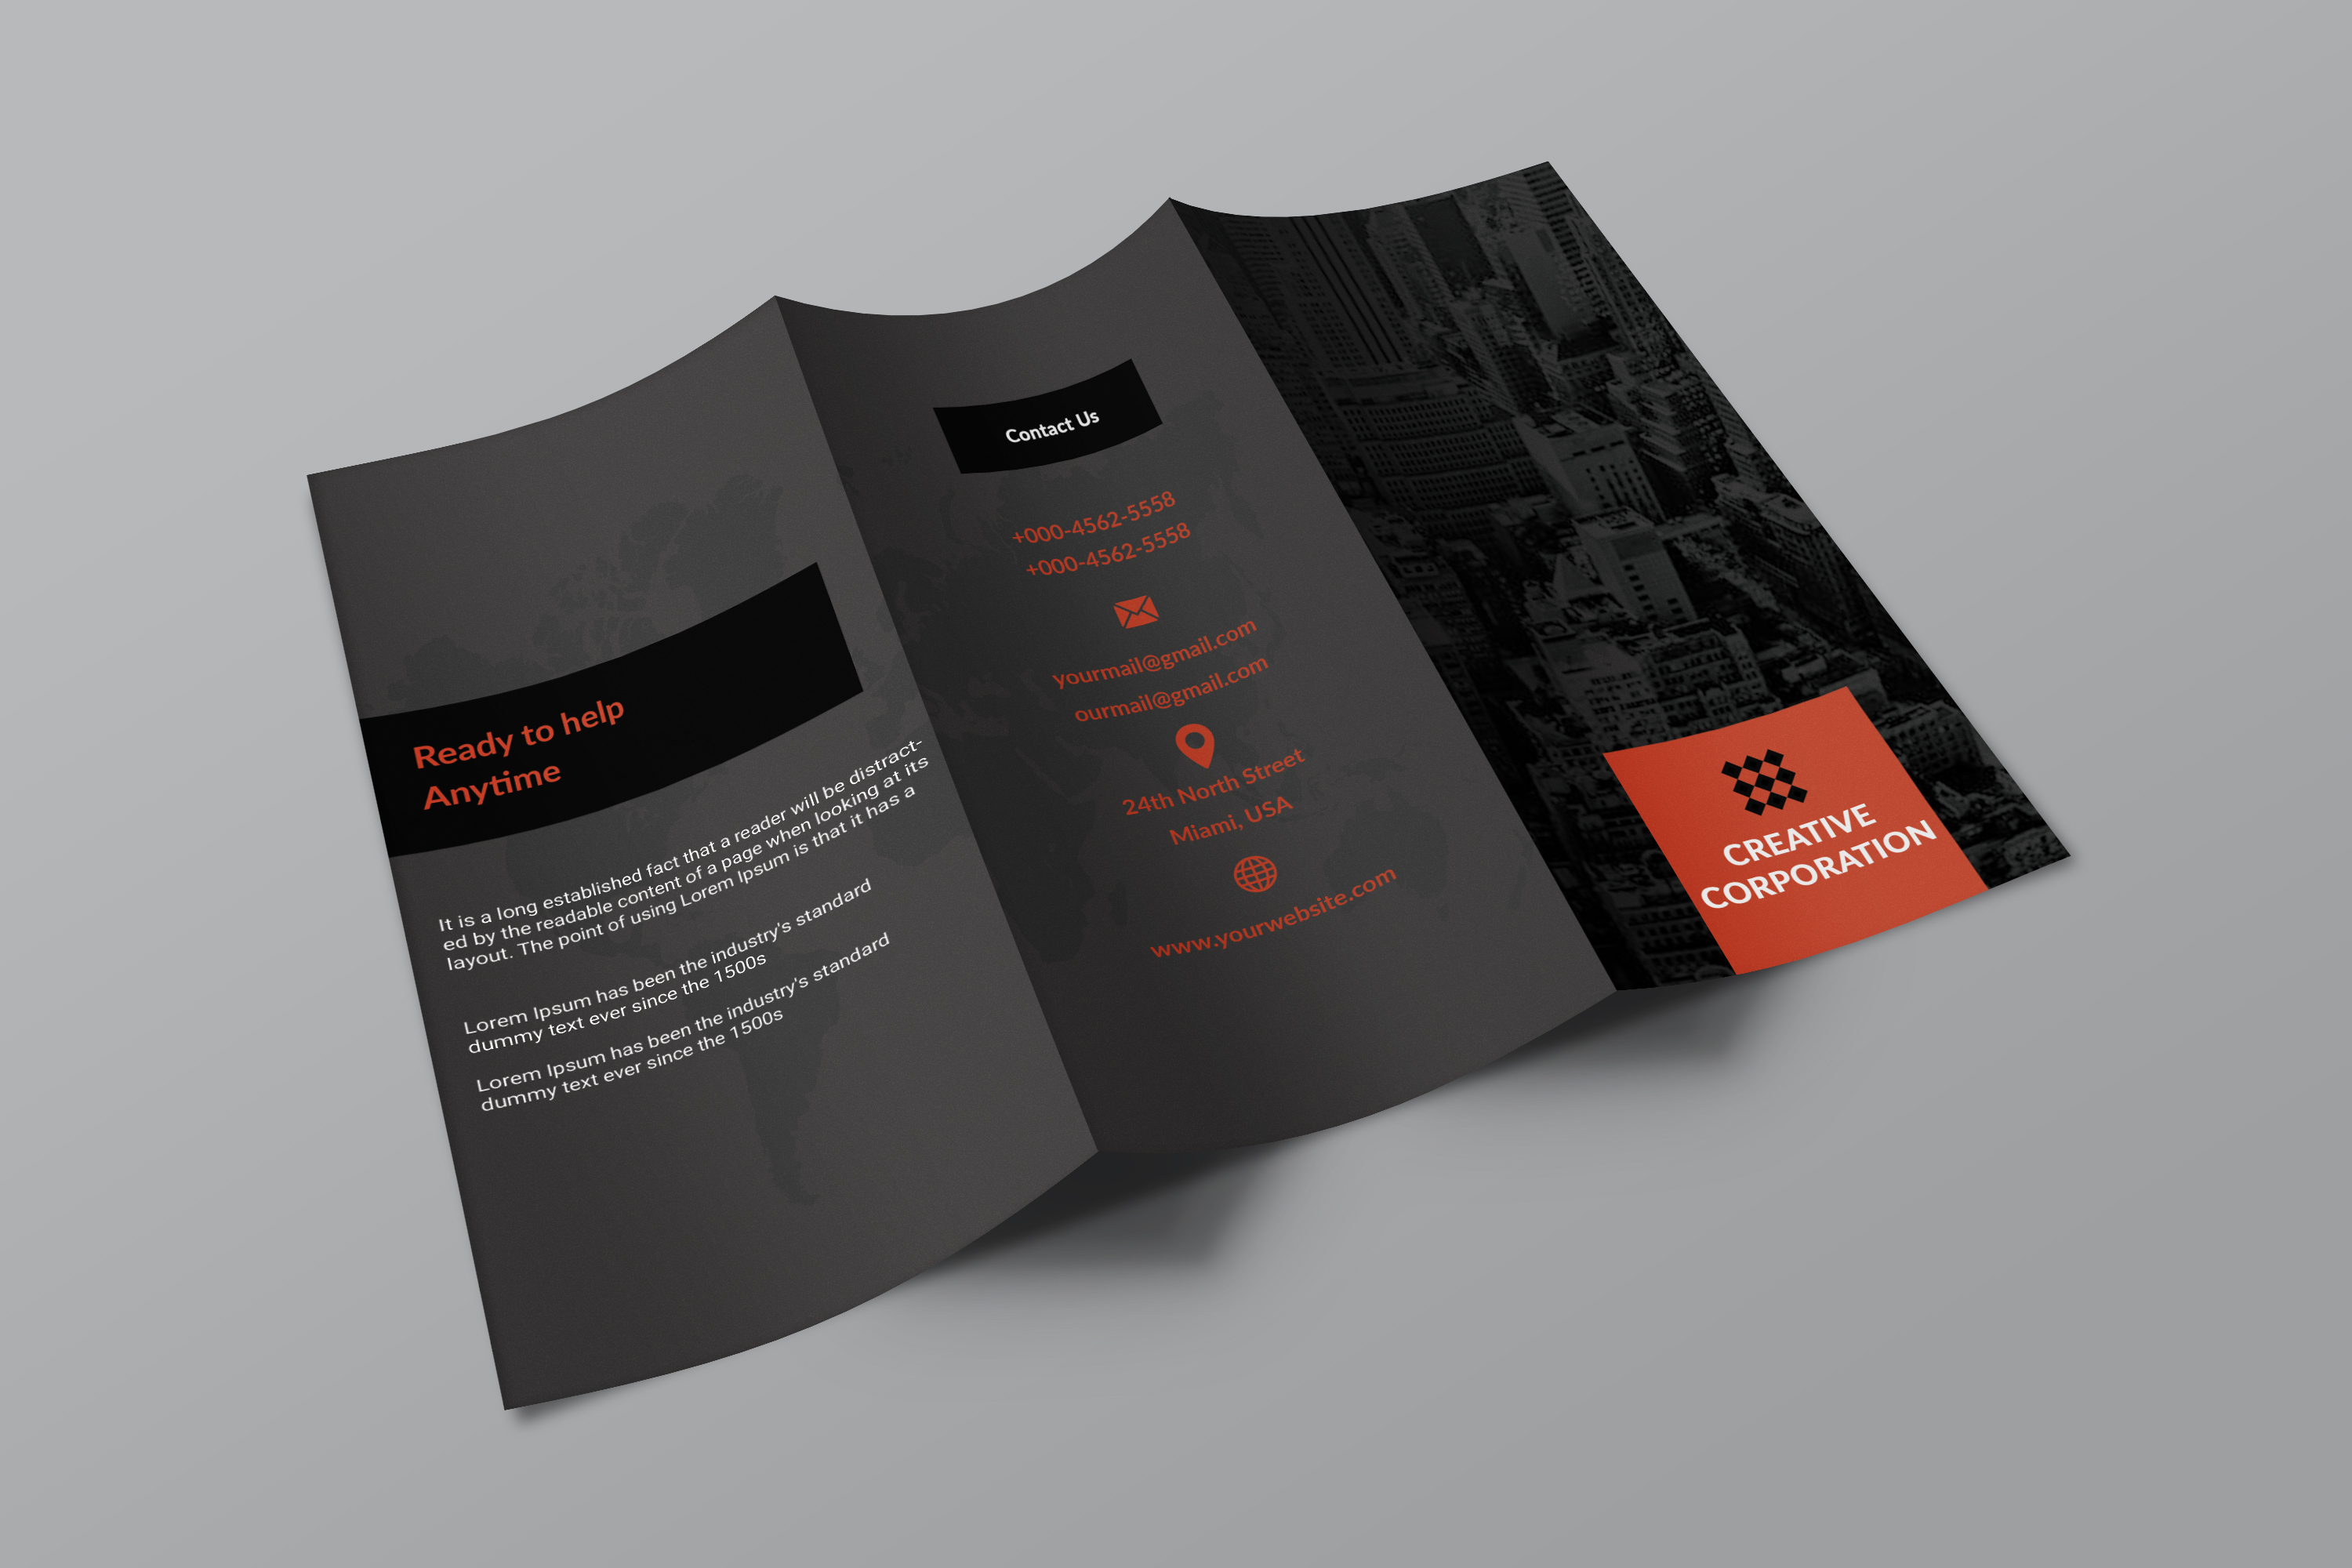 Ready to help
Anytime
It is a long established fact that a reader will be distract-
ed by the readable content of a page when looking at its
layout. The point of using Lorem Ipsum is that it has a
Lorem Ipsum has been the industry's standard
dummy text ever since the 1500s
Lorem Ipsum has been the industry's standard
dummy text ever since the 1500s
Contact Us
+000-4562-5558
+000-4562-5558
yourmail@gmail.com
ourmail@gmail.com
24th North Street
Miami, USA
www.yourwebsite.com
CREATIVE
CORPORATION